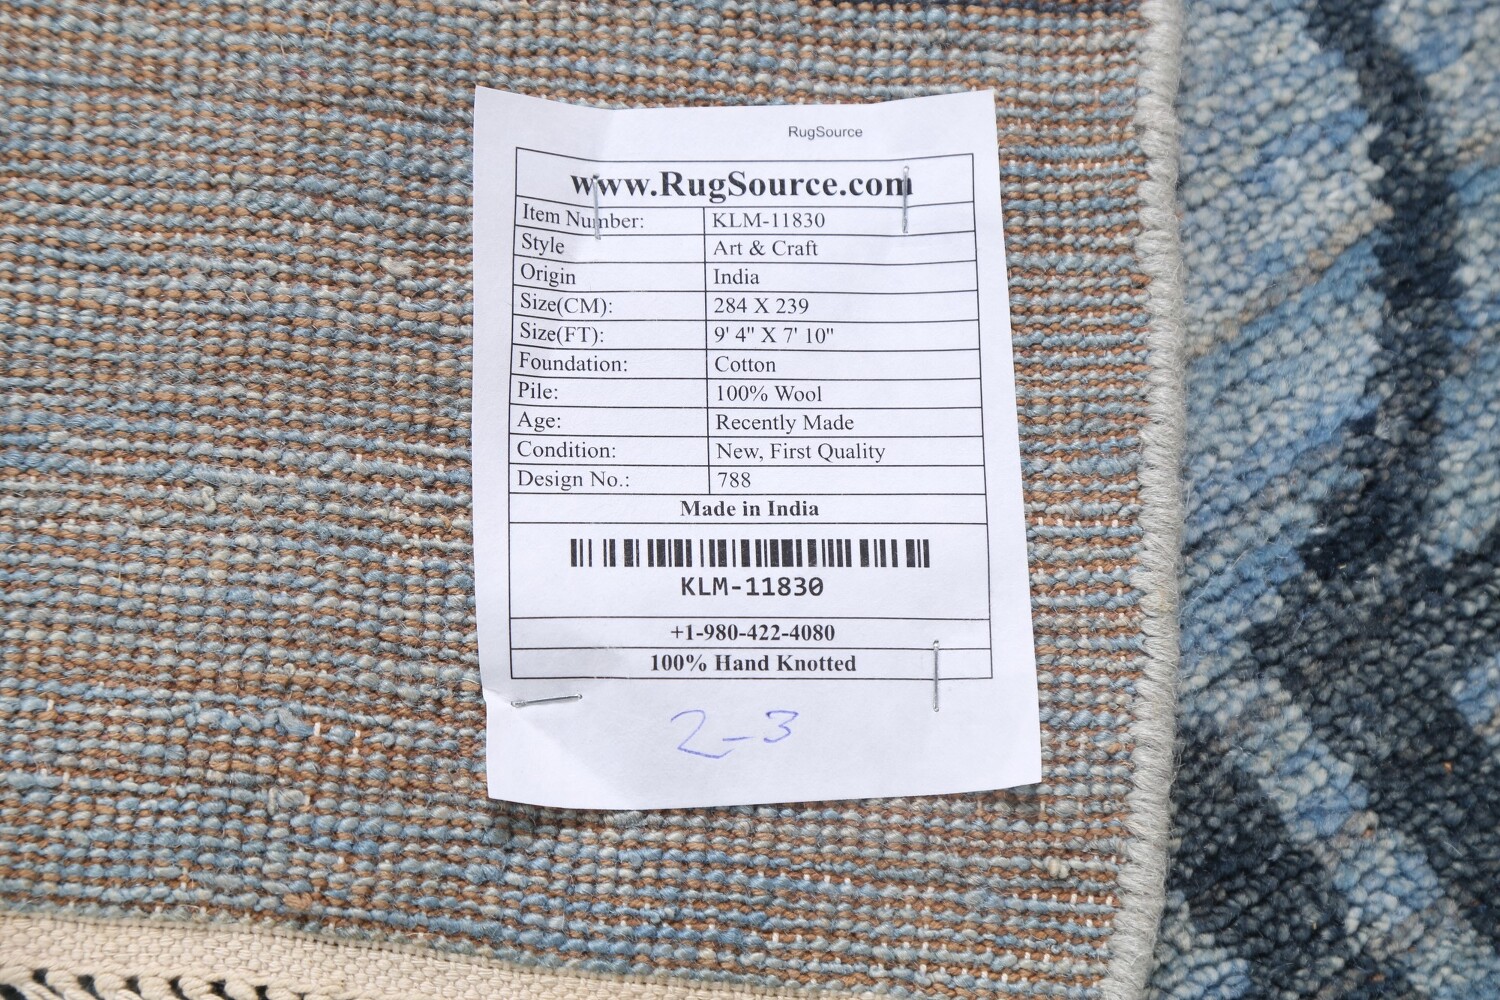 RugSource
www.RugSource.com
Item Number: KLM-11830
Style Art & Craft
Origin India
Size(CM): 284 X 239
Size(FT): 9' 4" X 7' 10"
Foundation: Cotton
Pile: 100% Wool
Age: Recently Made
Condition: New, First Quality
Design No.: 788
Made in India
KLM-11830
+1-980-422-4080
100% Hand Knotted
2-3